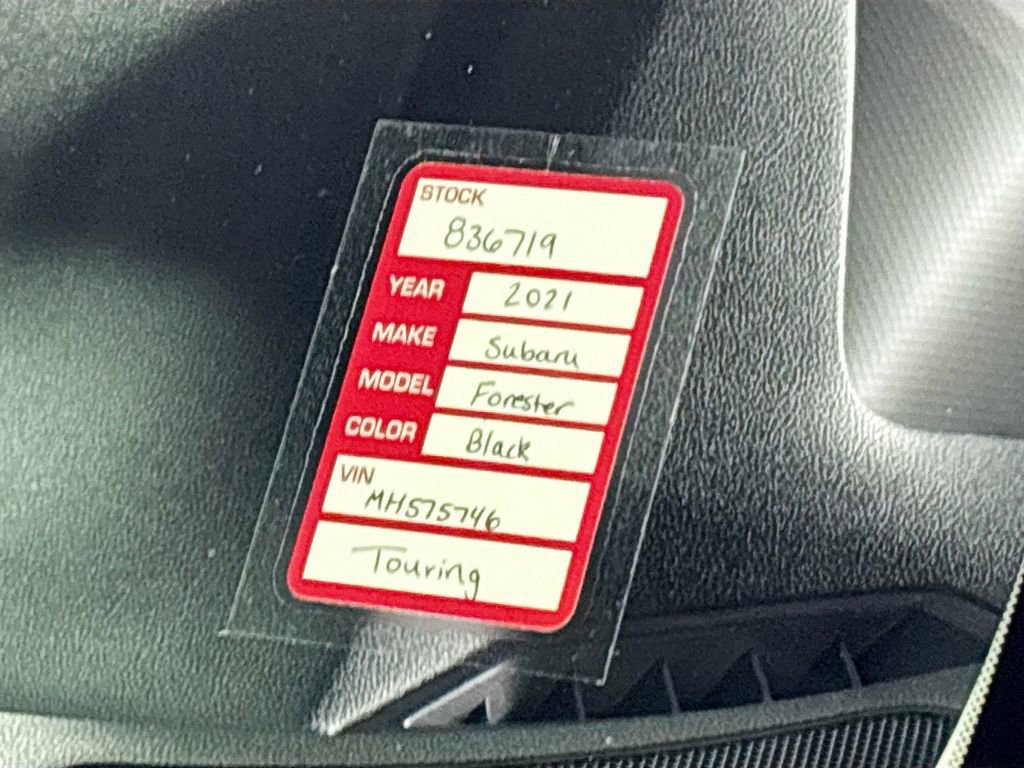 STOCK
836719
YEAR 2021
MAKE Subaru
MODEL Forester
COLOR Black
VIN
MH575746
Touring